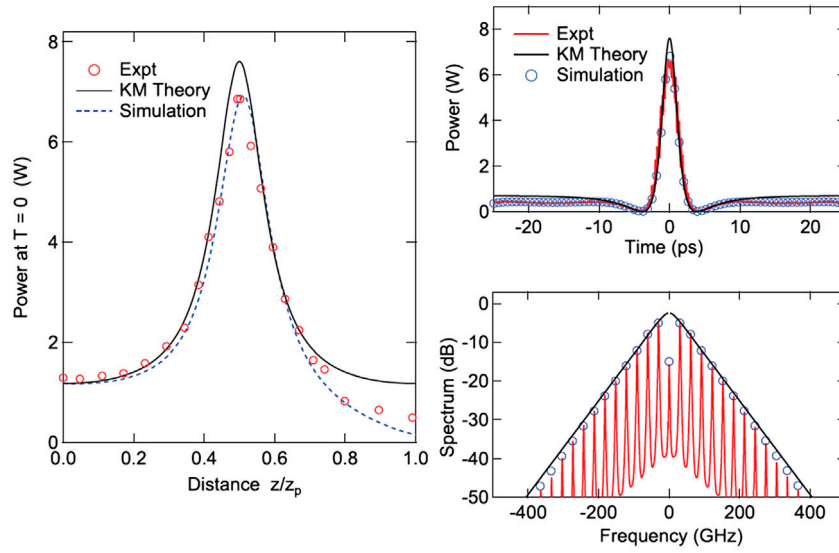 8
6
4
2
0
Power at T = 0 (W)
Expt
KM Theory
Simulation
0.0
0.2
0.4
0.6
0.8
1.0
Distance z/zp
8
6
4
2
0
Power (W)
Expt
KM Theory
Simulation
-20
-10
0
10
20
Time (ps)
0
-10
-20
-30
-40
-50
Spectrum (dB)
-400
-200
0
200
400
Frequency (GHz)